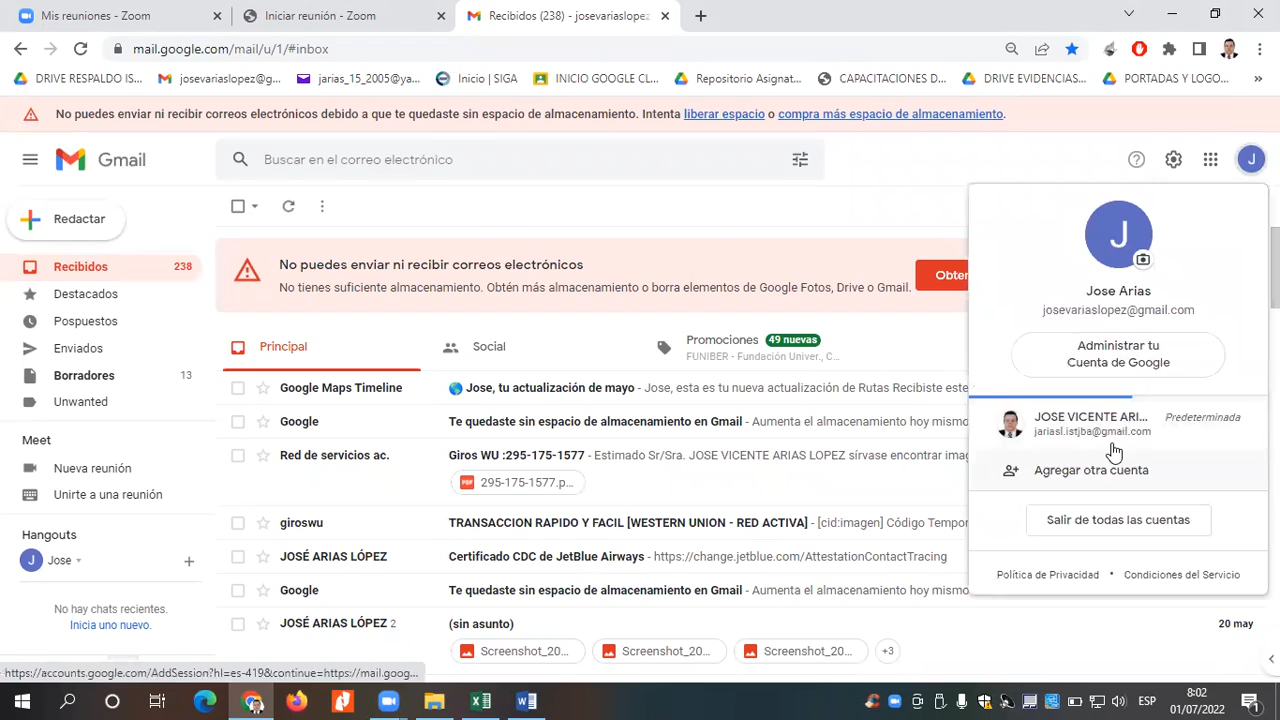 Mis reuniones - Zoom
Iniciar reunión - Zoom
Recibidos (238) - josevariaslopez
mail.google.com/mail/u/1/#inbox
DRIVE RESPALDO IS...
josevariaslopez@g...
jarias_15_2005@ya...
Inicio | SIGA
INICIO GOOGLE CL...
Repositorio Asignat...
CAPACITACIONES D...
DRIVE EVIDENCIAS...
PORTADAS Y LOGO...
No puedes enviar ni recibir correos electrónicos debido a que te quedaste sin espacio de almacenamiento. Intenta liberar espacio o compra más espacio de almacenamiento.
Gmail
Buscar en el correo electrónico
J
Redactar
Recibidos 238
Destacados
Pospuestos
Enviados
Borradores 13
Unwanted
Meet
Nueva reunión
Unirte a una reunión
Hangouts
J Jose
No hay chats recientes.
Inicia uno nuevo.
No puedes enviar ni recibir correos electrónicos
No tienes suficiente almacenamiento. Obtén más almacenamiento o borra elementos de Google Fotos, Drive o Gmail.
Obten
Principal
Social
Promociones 49 nuevas
FUNIBER - Fundación Univer., C...
Google Maps Timeline Jose, tu actualización de mayo - Jose, esta es tu nueva actualización de Rutas Recibiste este
Google Te quedaste sin espacio de almacenamiento en Gmail - Aumenta el almacenamiento hoy mismo
Red de servicios ac. Giros WU :295-175-1577 - Estimado Sr/Sra. JOSE VICENTE ARIAS LOPEZ sírvase encontrar imag
PDF 295-175-1577.p...
giroswu TRANSACCION RAPIDO Y FACIL [WESTERN UNION - RED ACTIVA] - [cid:imagen] Código Tempor
JOSÉ ARIAS LÓPEZ Certificado CDC de JetBlue Airways - https://change.jetblue.com/AttestationContactTracing
Google Te quedaste sin espacio de almacenamiento en Gmail - Aumenta el almacenamiento hoy mismo
JOSÉ ARIAS LÓPEZ 2 (sin asunto) 20 may
Screenshot_20... Screenshot_20... Screenshot_20... +3
J
Jose Arias
josevariaslopez@gmail.com
Administrar tu
Cuenta de Google
JOSE VICENTE ARI... Predeterminada
jariasl.istjba@gmail.com
Agregar otra cuenta
Salir de todas las cuentas
Política de Privacidad • Condiciones del Servicio
https://accounts.google.com/AddSession?hl=es-419&continue=https://mail.goog...
ESP
8:02
01/07/2022